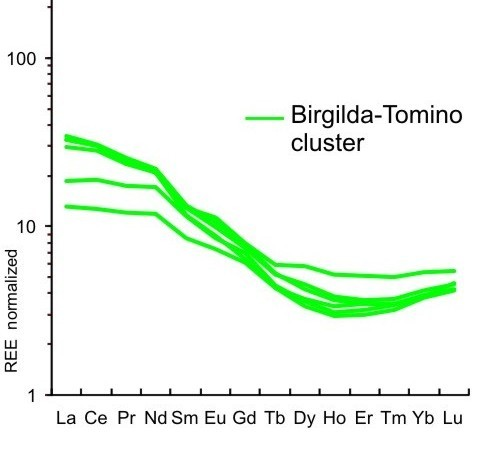 100
Birgilda-Tomino
cluster
10
REE normalized
1
La Ce Pr Nd Sm Eu Gd Tb Dy Ho Er Tm Yb Lu